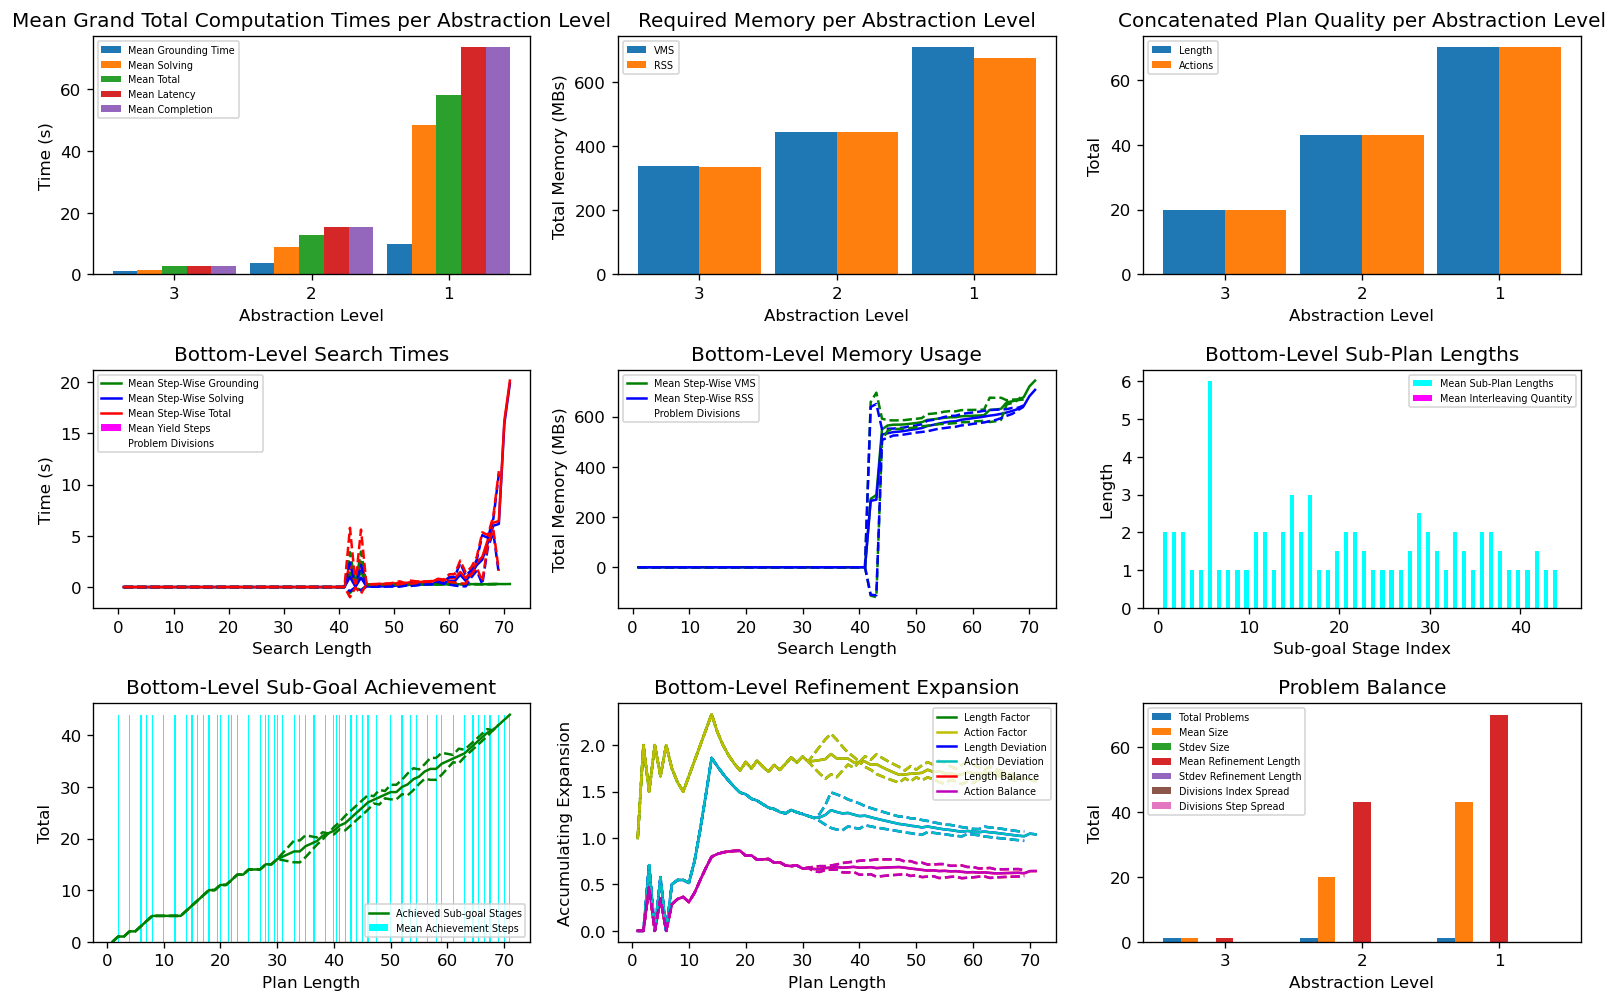 Mean Grand Total Computation Times per Abstraction Level
Mean Grounding Time
Mean Solving
Mean Total
Mean Latency
Mean Completion
Time (s)
0
20
40
60
3
2
1
Abstraction Level
Required Memory per Abstraction Level
VMS
RSS
Total Memory (MBs)
0
200
400
600
3
2
1
Abstraction Level
Concatenated Plan Quality per Abstraction Level
Length
Actions
Total
0
20
40
60
3
2
1
Abstraction Level
Bottom-Level Search Times
Mean Step-Wise Grounding
Mean Step-Wise Solving
Mean Step-Wise Total
Mean Yield Steps
Problem Divisions
Time (s)
0
5
10
15
20
0
10
20
30
40
50
60
70
Search Length
Bottom-Level Memory Usage
Mean Step-Wise VMS
Mean Step-Wise RSS
Problem Divisions
Total Memory (MBs)
0
200
400
600
0
10
20
30
40
50
60
70
Search Length
Bottom-Level Sub-Plan Lengths
Mean Sub-Plan Lengths
Mean Interleaving Quantity
Length
0
1
2
3
4
5
6
0
10
20
30
40
Sub-goal Stage Index
Bottom-Level Sub-Goal Achievement
Achieved Sub-goal Stages
Mean Achievement Steps
Total
0
10
20
30
40
0
10
20
30
40
50
60
70
Plan Length
Bottom-Level Refinement Expansion
Length Factor
Action Factor
Length Deviation
Action Deviation
Length Balance
Action Balance
Accumulating Expansion
0.0
0.5
1.0
1.5
2.0
0
10
20
30
40
50
60
70
Plan Length
Problem Balance
Total Problems
Mean Size
Stdev Size
Mean Refinement Length
Stdev Refinement Length
Divisions Index Spread
Divisions Step Spread
Total
0
20
40
60
3
2
1
Abstraction Level